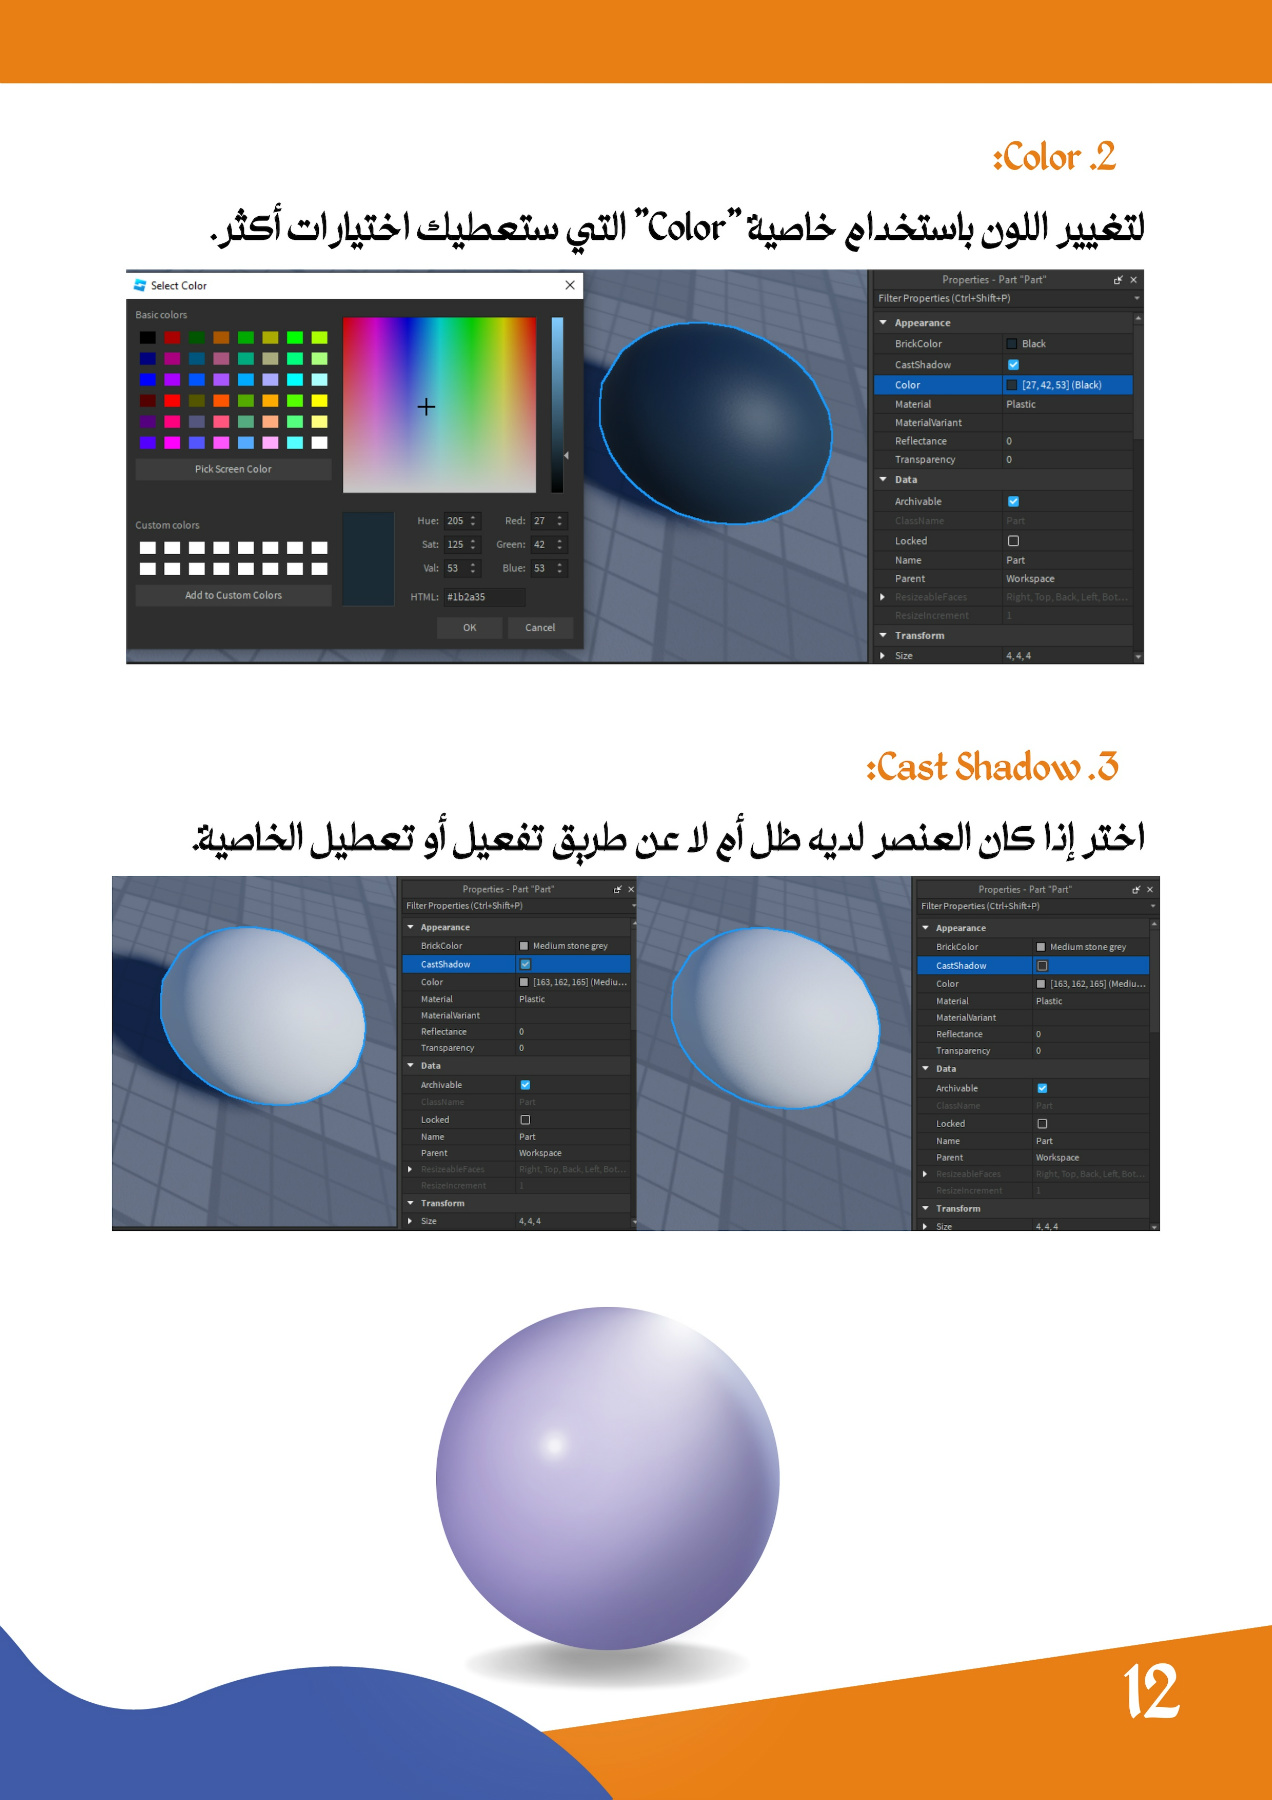 2. Color:
لتغيير اللون باستخدام خاصية "Color" التي ستعطيك اختيارات أكثر.
Select Color
Basic colors
Pick Screen Color
Custom colors
Add to Custom Colors
Hue: 205 Red: 27
Sat: 125 Green: 42
Val: 53 Blue: 53
HTML: #1b2a35
OK Cancel
Properties - Part "Part"
Filter Properties (Ctrl+Shift+P)
Appearance
BrickColor Black
CastShadow
Color [27, 42, 53] (Black)
Material Plastic
MaterialVariant
Reflectance 0
Transparency 0
Data
Archivable
ClassName Part
Locked
Name Part
Parent Workspace
ResizeableFaces Right, Top, Back, Left, Bot...
ResizeIncrement 1
Transform
Size 4, 4, 4
3. Cast Shadow:
اختر إذا كان العنصر لديه ظل أم لا عن طريق تفعيل أو تعطيل الخاصية.
Properties - Part "Part"
Filter Properties (Ctrl+Shift+P)
Appearance
BrickColor Medium stone grey
CastShadow
Color [163, 162, 165] (Mediu...
Material Plastic
MaterialVariant
Reflectance 0
Transparency 0
Data
Archivable
ClassName Part
Locked
Name Part
Parent Workspace
ResizeableFaces Right, Top, Back, Left, Bot...
ResizeIncrement 1
Transform
Size 4, 4, 4
Properties - Part "Part"
Filter Properties (Ctrl+Shift+P)
Appearance
BrickColor Medium stone grey
CastShadow
Color [163, 162, 165] (Mediu...
Material Plastic
MaterialVariant
Reflectance 0
Transparency 0
Data
Archivable
ClassName Part
Locked
Name Part
Parent Workspace
ResizeableFaces Right, Top, Back, Left, Bot...
ResizeIncrement 1
Transform
Size 4, 4, 4
12